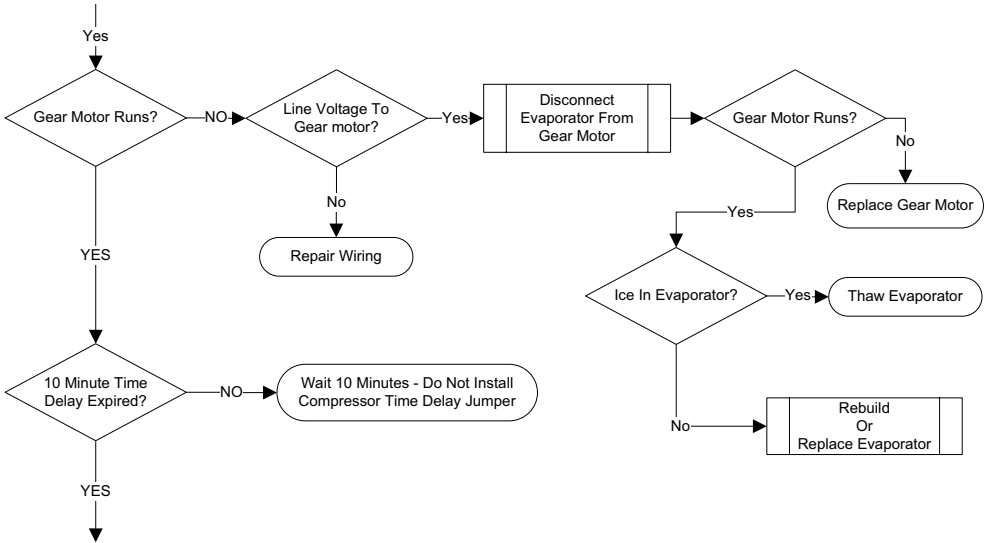 Yes
Gear Motor Runs?
NO
Line Voltage To
Gear motor?
Yes
Disconnect
Evaporator From
Gear Motor
Gear Motor Runs?
No
Replace Gear Motor
No
Repair Wiring
Yes
YES
Ice In Evaporator?
Yes
Thaw Evaporator
10 Minute Time
Delay Expired?
NO
Wait 10 Minutes - Do Not Install
Compressor Time Delay Jumper
No
Rebuild
Or
Replace Evaporator
YES